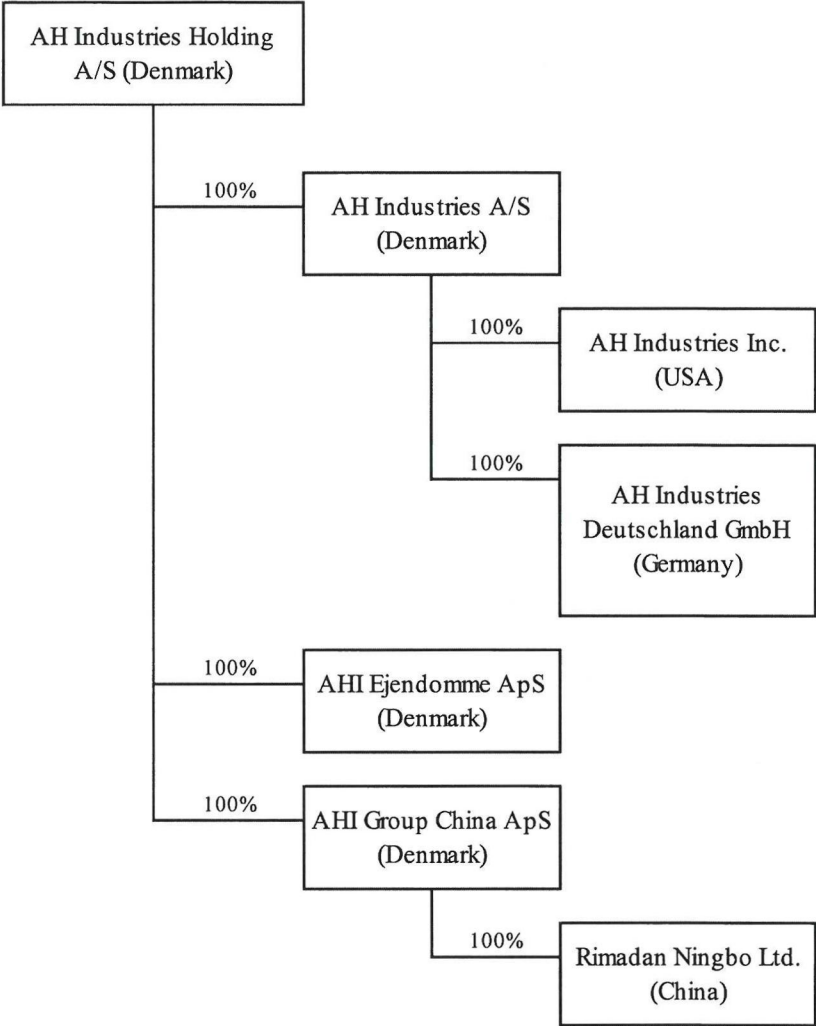 AH Industries Holding
A/S (Denmark)
100%
AH Industries A/S
(Denmark)
100%
AH Industries Inc.
(USA)
100%
AH Industries
Deutschland GmbH
(Germany)
100%
AHI Ejendomme ApS
(Denmark)
100%
AHI Group China ApS
(Denmark)
100%
Rimadan Ningbo Ltd.
(China)